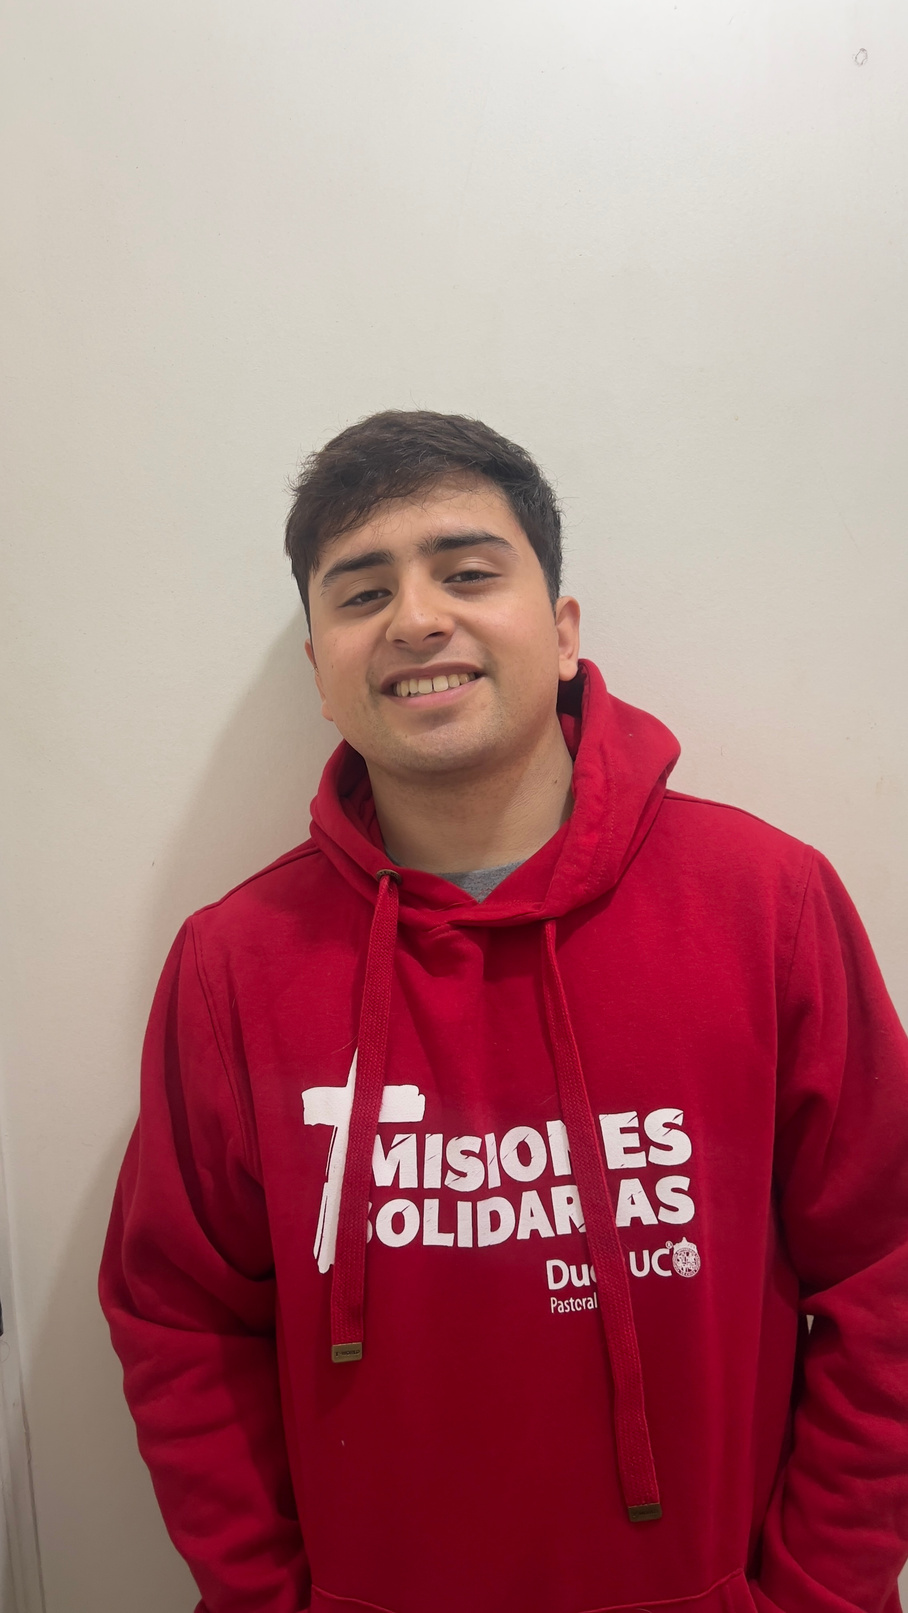 MISIONES
SOLIDARIAS
Duoc UC®
Pastoral